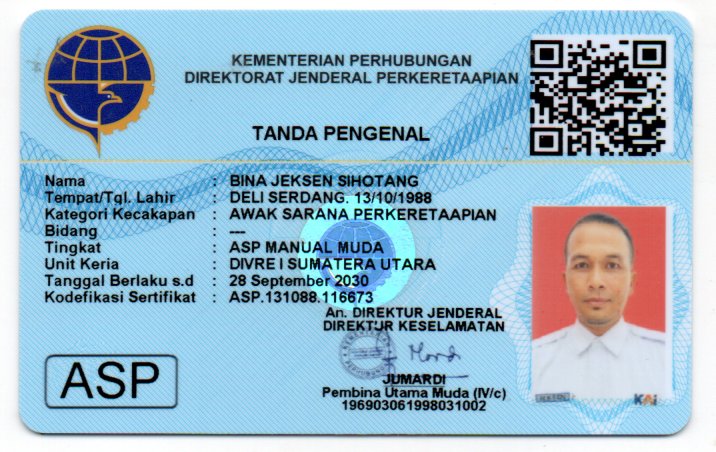 KEMENTERIAN PERHUBUNGAN
DIREKTORAT JENDERAL PERKERETAAPIAN
TANDA PENGENAL
Nama : BINA JEKSEN SIHOTANG
Tempat/Tgl. Lahir : DELI SERDANG. 13/10/1988
Kategori Kecakapan : AWAK SARANA PERKERETAAPIAN
Bidang : ---
Tingkat : ASP MANUAL MUDA
Unit Kerja : DIVRE I SUMATERA UTARA
Tanggal Berlaku s.d : 28 September 2030
Kodefikasi Sertifikat : ASP.131088.116673
An. DIREKTUR JENDERAL
DIREKTUR KESELAMATAN
JUMARDI
Pembina Utama Muda (IV/c)
196903061998031002
ASP
KAI